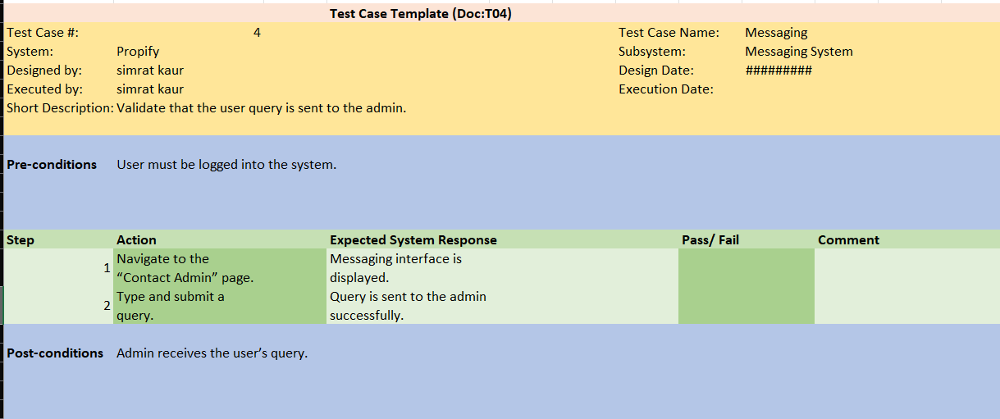 Test Case Template (Doc:T04)
Test Case #: 4 Test Case Name: Messaging
System: Propify Subsystem: Messaging System
Designed by: simrat kaur Design Date: #########
Executed by: simrat kaur Execution Date:
Short Description: Validate that the user query is sent to the admin.
Pre-conditions User must be logged into the system.
Step Action Expected System Response Pass/ Fail Comment
1 Navigate to the “Contact Admin” page. Messaging interface is displayed.
2 Type and submit a query. Query is sent to the admin successfully.
Post-conditions Admin receives the user’s query.